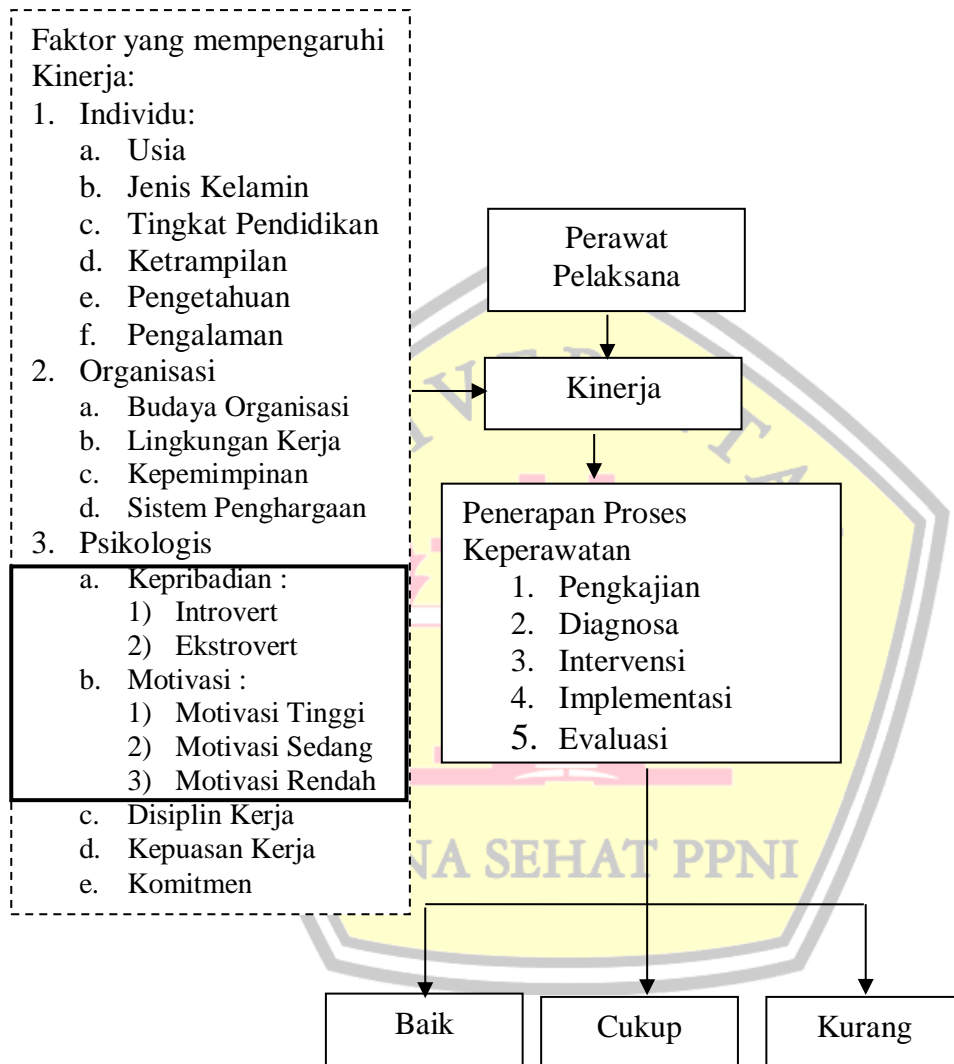 Faktor yang mempengaruhi
Kinerja:
1. Individu:
a. Usia
b. Jenis Kelamin
c. Tingkat Pendidikan
d. Ketrampilan
e. Pengetahuan
f. Pengalaman
2. Organisasi
a. Budaya Organisasi
b. Lingkungan Kerja
c. Kepemimpinan
d. Sistem Penghargaan
3. Psikologis
a. Kepribadian :
1) Introvert
2) Ekstrovert
b. Motivasi :
1) Motivasi Tinggi
2) Motivasi Sedang
3) Motivasi Rendah
c. Disiplin Kerja
d. Kepuasan Kerja
e. Komitmen
Perawat
Pelaksana
Kinerja
Penerapan Proses
Keperawatan
1. Pengkajian
2. Diagnosa
3. Intervensi
4. Implementasi
5. Evaluasi
SEHAT PPNI
Baik
Cukup
Kurang